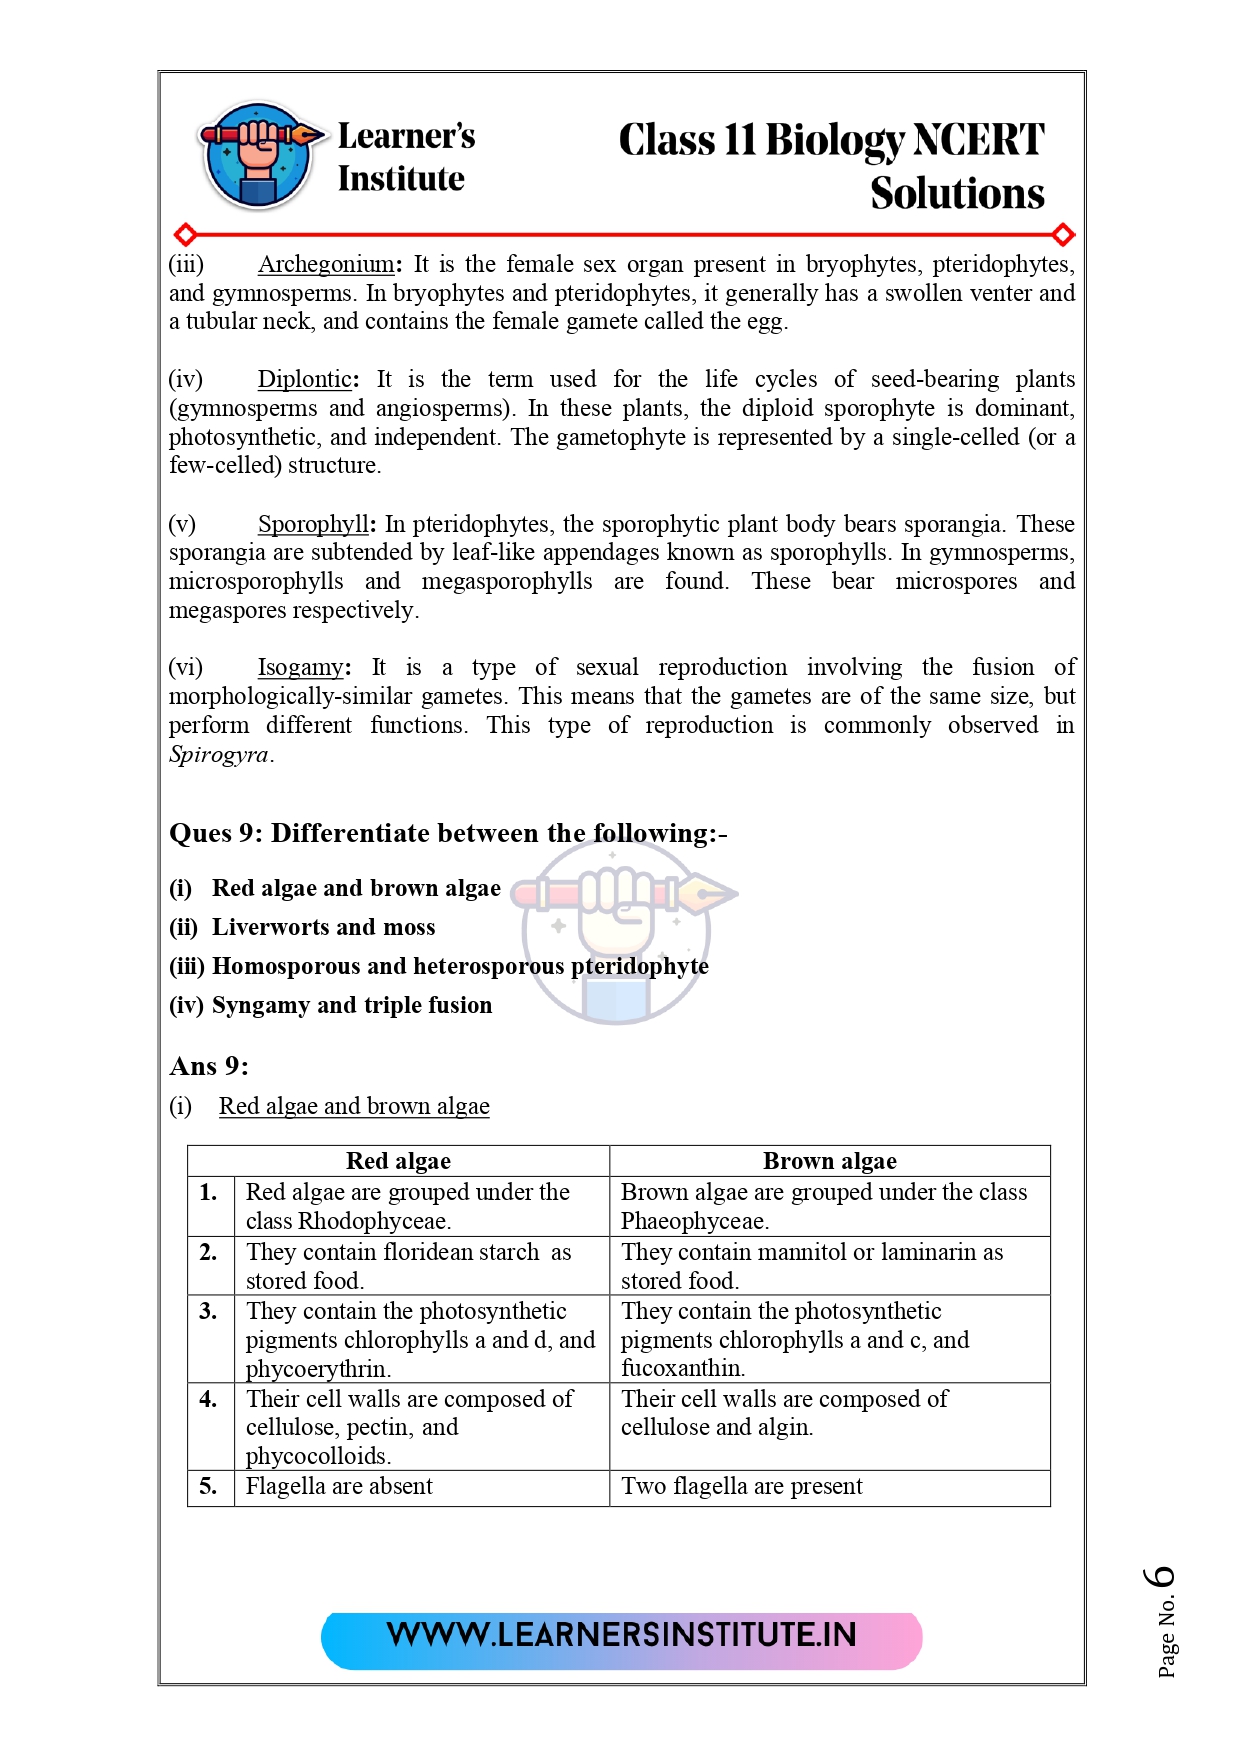 Learner's
Institute
Class 11 Biology NCERT
Solutions
(iii) Archegonium: It is the female sex organ present in bryophytes, pteridophytes,
and gymnosperms. In bryophytes and pteridophytes, it generally has a swollen venter and
a tubular neck, and contains the female gamete called the egg.
(iv) Diplontic: It is the term used for the life cycles of seed-bearing plants
(gymnosperms and angiosperms). In these plants, the diploid sporophyte is dominant,
photosynthetic, and independent. The gametophyte is represented by a single-celled (or a
few-celled) structure.
(v) Sporophyll: In pteridophytes, the sporophytic plant body bears sporangia. These
sporangia are subtended by leaf-like appendages known as sporophylls. In gymnosperms,
microsporophylls and megasporophylls are found. These bear microspores and
megaspores respectively.
(vi) Isogamy: It is a type of sexual reproduction involving the fusion of
morphologically-similar gametes. This means that the gametes are of the same size, but
perform different functions. This type of reproduction is commonly observed in
Spirogyra.
Ques 9: Differentiate between the following:-
(i) Red algae and brown algae
(ii) Liverworts and moss
(iii) Homosporous and heterosporous pteridophyte
(iv) Syngamy and triple fusion
Ans 9:
(i) Red algae and brown algae
Red algae Brown algae
1. Red algae are grouped under the
class Rhodophyceae.
Brown algae are grouped under the class
Phaeophyceae.
2. They contain floridean starch as
stored food.
They contain mannitol or laminarin as
stored food.
3. They contain the photosynthetic
pigments chlorophylls a and d, and
phycoerythrin.
They contain the photosynthetic
pigments chlorophylls a and c, and
fucoxanthin.
4. Their cell walls are composed of
cellulose, pectin, and
phycocolloids.
Their cell walls are composed of
cellulose and algin.
5. Flagella are absent
Two flagella are present
WWW.LEARNERSINSTITUTE.IN
Page No. 6